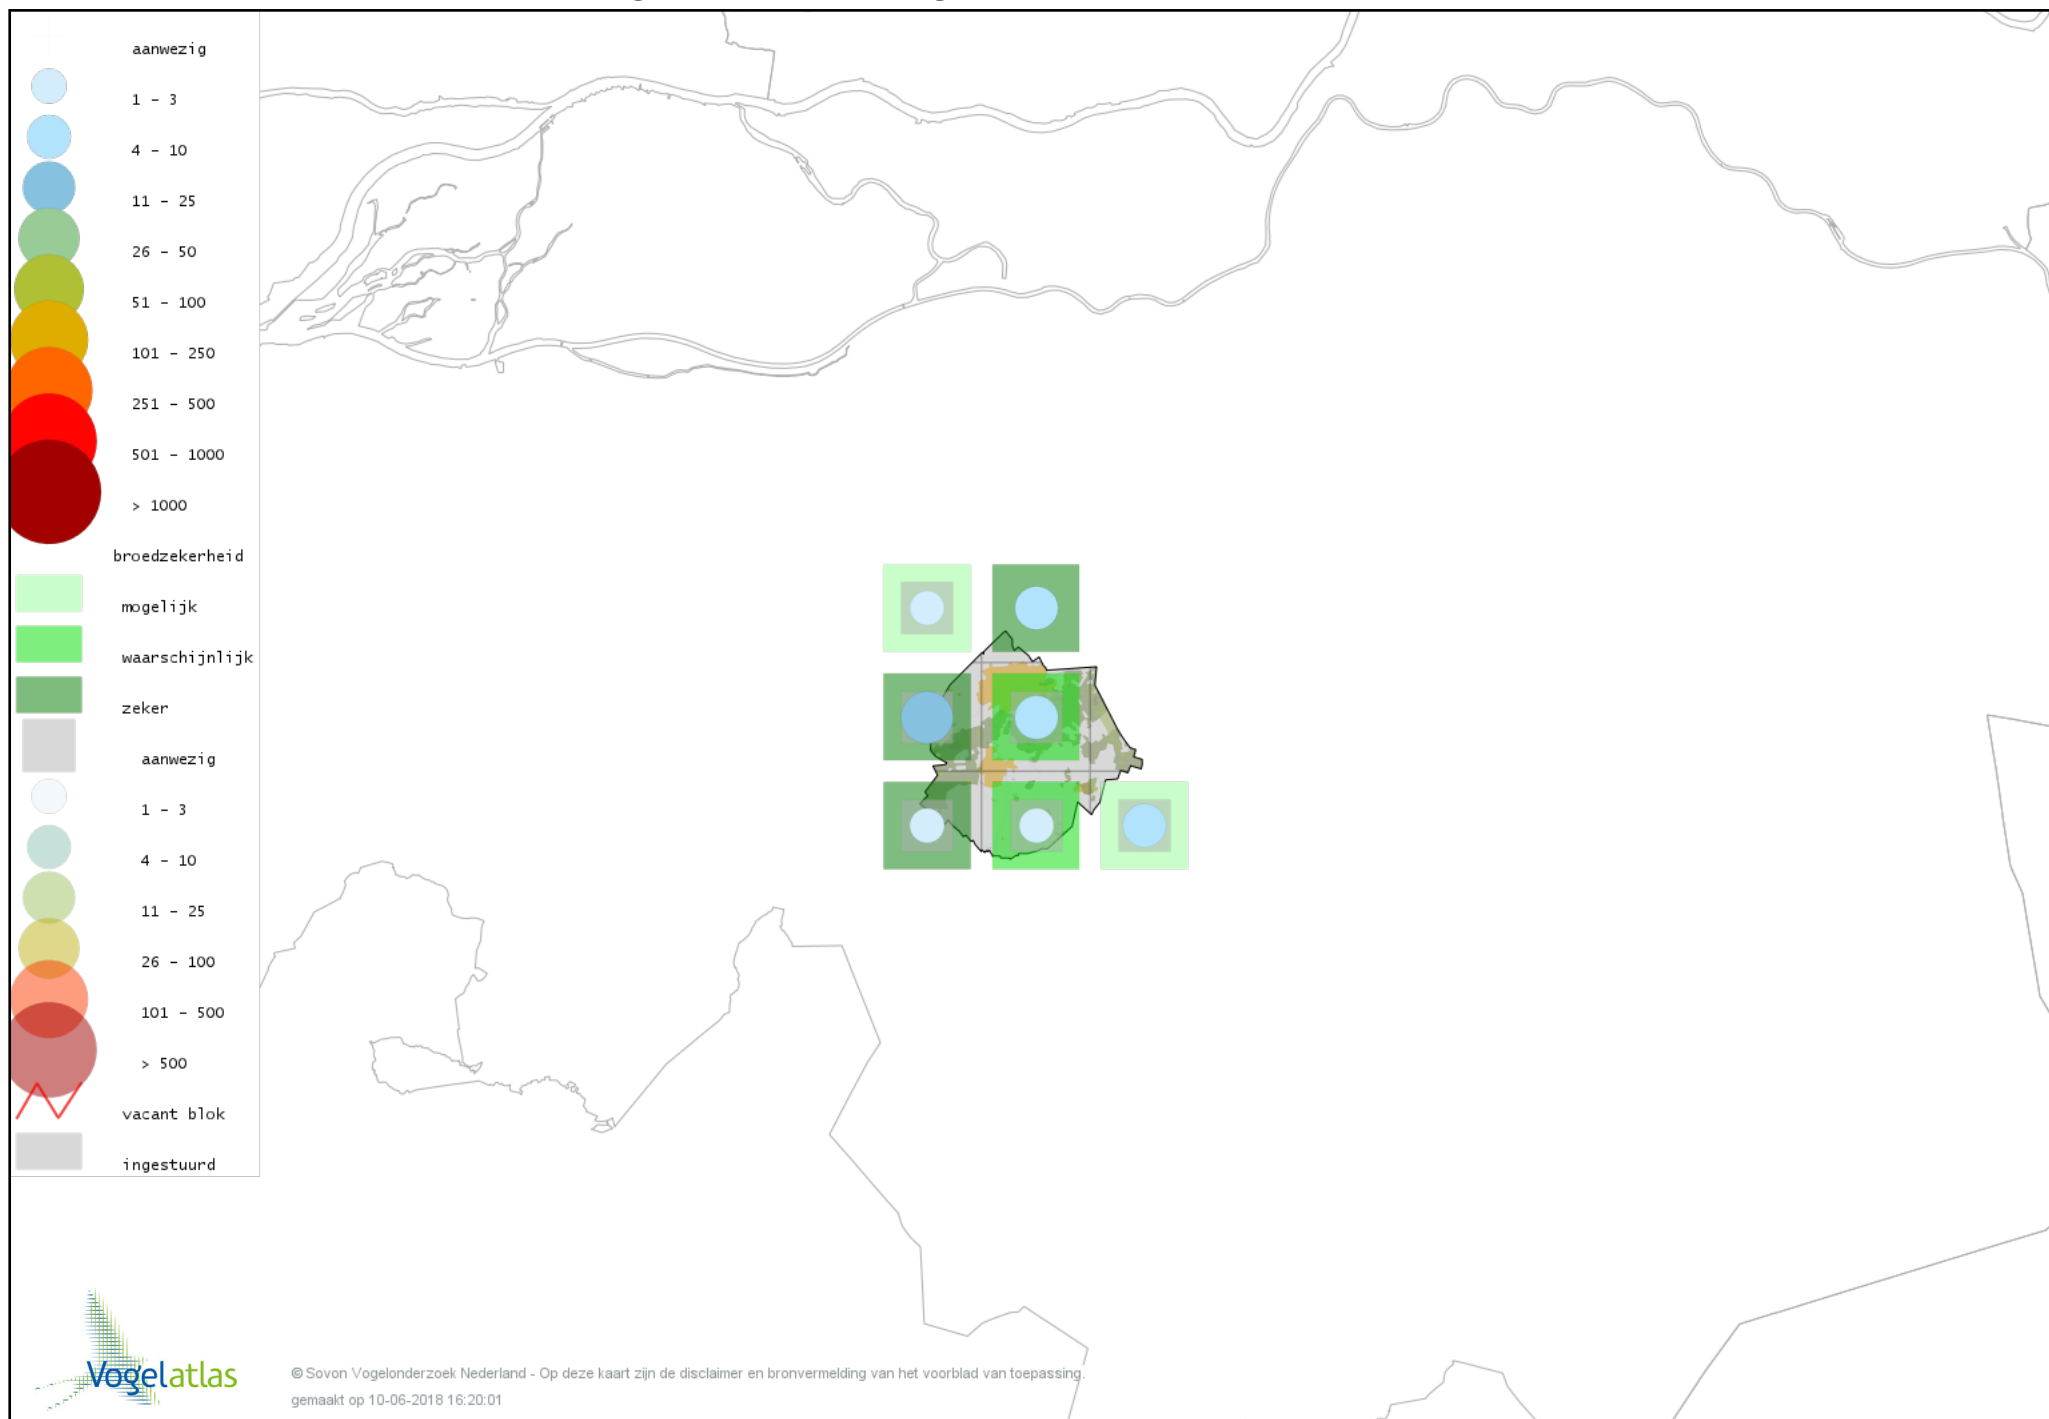 aanwezig
1 - 3
4 - 10
11 - 25
26 - 50
51 - 100
101 - 250
251 - 500
501 - 1000
> 1000
broedzekerheid
mogelijk
waarschijnlijk
zeker
aanwezig
1 - 3
4 - 10
11 - 25
26 - 100
101 - 500
> 500
vacant blok
ingestuurd
Vogelatlas
© Sovon Vogelonderzoek Nederland - Op deze kaart zijn de disclaimer en bronvermelding van het voorblad van toepassing.
gemaakt op 10-06-2018 16:20:01